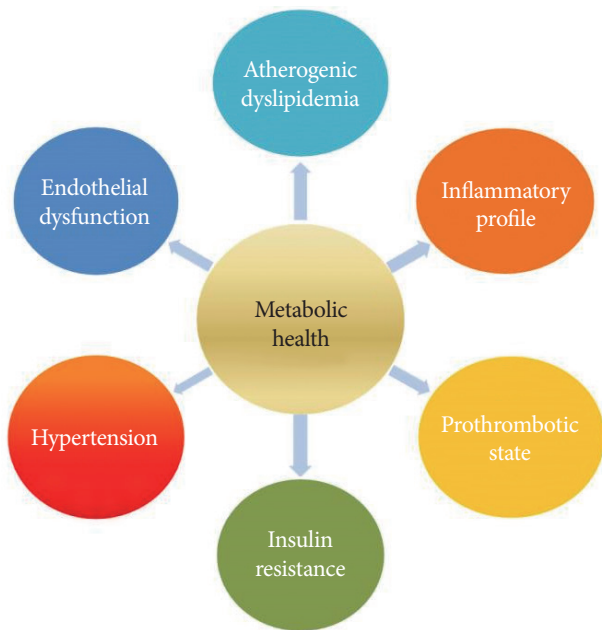 Atherogenic
dyslipidemia
Endothelial
dysfunction
Inflammatory
profile
Metabolic
health
Hypertension
Prothrombotic
state
Insulin
resistance